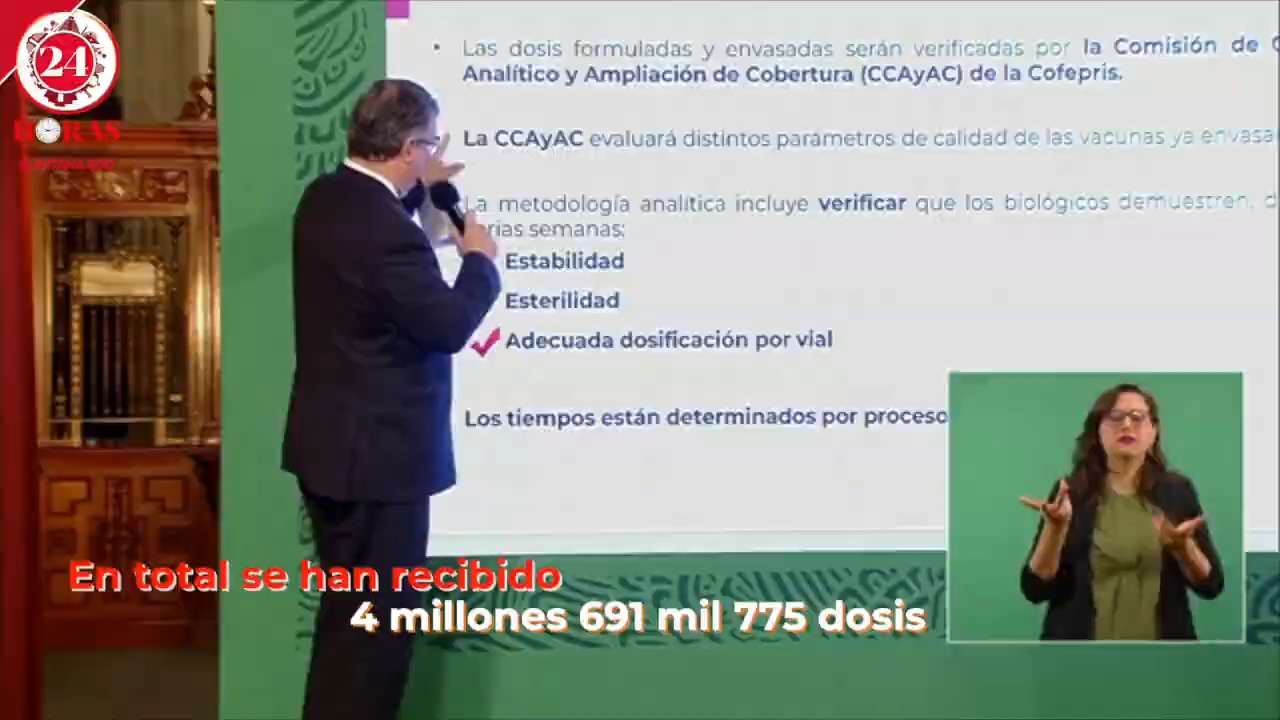 24
HORAS
QUINTANA ROO
• Las dosis formuladas y envasadas serán verificadas por la Comisión de
Analítico y Ampliación de Cobertura (CCAyAC) de la Cofepris.
La CCAyAC evaluará distintos parámetros de calidad de las vacunas ya
La metodología analítica incluye verificar que los biológicos demuestren,
semanas:
Estabilidad
Esterilidad
Adecuada dosificación por vial
Los tiempos están determinados por
En total se han recibido
4 millones 691 mil 775 dosis